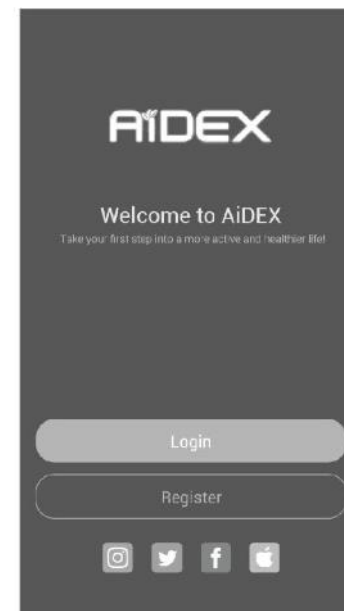 AiDEX
Welcome to AiDEX
Take your first step into a more active and healthier life!
Login
Register